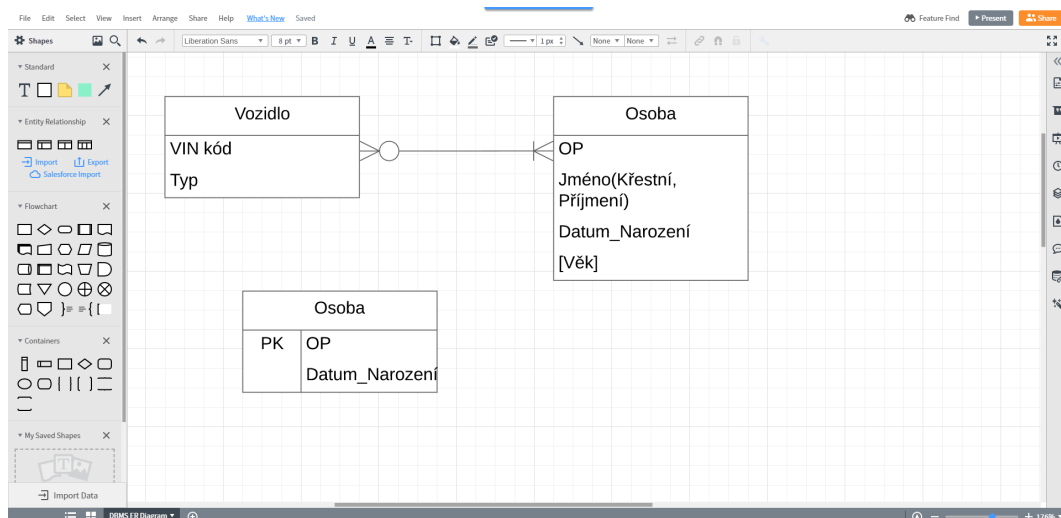 File Edit Select View Insert Arrange Share Help What's New Saved
Feature Find Present Share
Shapes
Liberation Sans 8 pt B I U A T 1 px None None
Standard
T
Entity Relationship
Import Export
Salesforce Import
Flowchart
Containers
My Saved Shapes
Import Data
Vozidlo
VIN kód
Typ
Osoba
OP
Jméno(Křestní,
Příjmení)
Datum_Narození
[Věk]
Osoba
PK OP
Datum_Narození
DBMS ER Diagram
176%